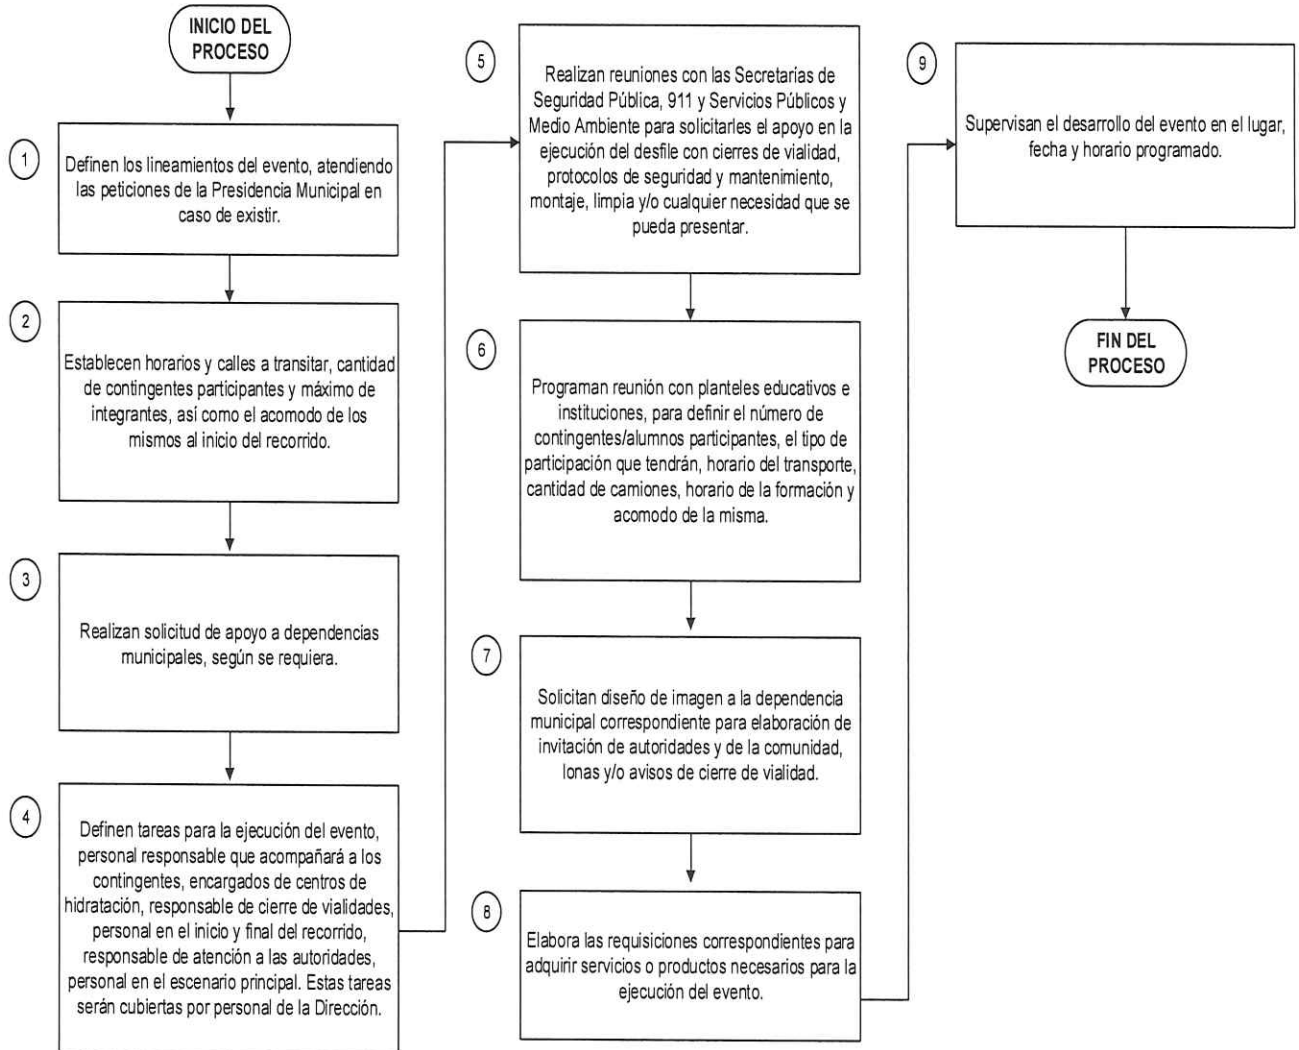 INICIO DEL
PROCESO
1
Definen los lineamientos del evento, atendiendo
las peticiones de la Presidencia Municipal en
caso de existir.
2
Establecen horarios y calles a transitar, cantidad
de contingentes participantes y máximo de
integrantes, así como el acomodo de los
mismos al inicio del recorrido.
3
Realizan solicitud de apoyo a dependencias
municipales, según se requiera.
4
Definen tareas para la ejecución del evento,
personal responsable que acompañará a los
contingentes, encargados de centros de
hidratación, responsable de cierre de vialidades,
personal en el inicio y final del recorrido,
responsable de atención a las autoridades,
personal en el escenario principal. Estas tareas
serán cubiertas por personal de la Dirección.
5
Realizan reuniones con las Secretarías de
Seguridad Pública, 911 y Servicios Públicos y
Medio Ambiente para solicitarles el apoyo en la
ejecución del desfile con cierres de vialidad,
protocolos de seguridad y mantenimiento,
montaje, limpia y/o cualquier necesidad que se
pueda presentar.
6
Programan reunión con planteles educativos e
instituciones, para definir el número de
contingentes/alumnos participantes, el tipo de
participación que tendrán, horario del transporte,
cantidad de camiones, horario de la formación y
acomodo de la misma.
7
Solicitan diseño de imagen a la dependencia
municipal correspondiente para elaboración de
invitación de autoridades y de la comunidad,
lonas y/o avisos de cierre de vialidad.
8
Elabora las requisiciones correspondientes para
adquirir servicios o productos necesarios para la
ejecución del evento.
9
Supervisan el desarrollo del evento en el lugar,
fecha y horario programado.
FIN DEL
PROCESO